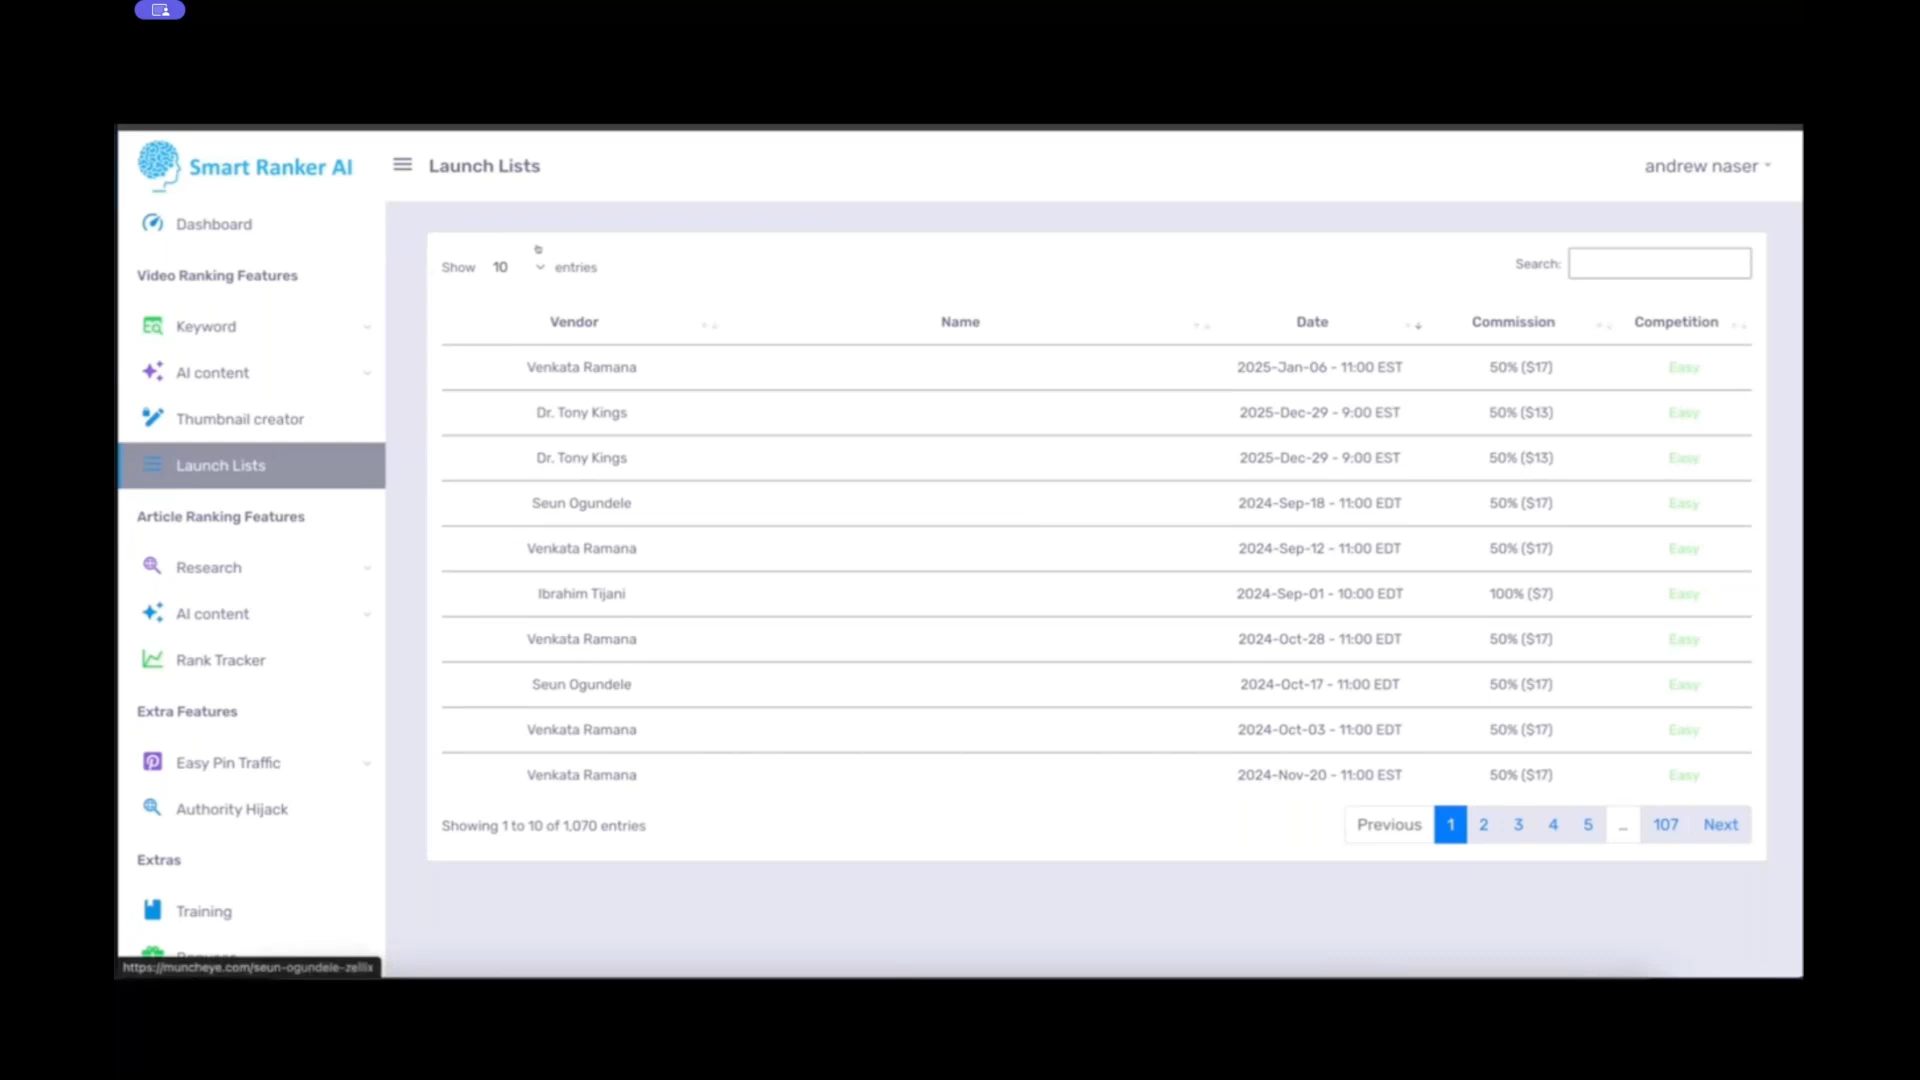 Smart Ranker AI
Launch Lists
andrew naser
Dashboard
Video Ranking Features
Keyword
AI content
Thumbnail creator
Launch Lists
Article Ranking Features
Research
AI content
Rank Tracker
Extra Features
Easy Pin Traffic
Authority Hijack
Extras
Training
https://muncheye.com/seun-ogundele-zellix
Show 10 entries
Search:
Vendor Name Date Commission Competition
Venkata Ramana 2025-Jan-06 - 11:00 EST 50% ($17) Easy
Dr. Tony Kings 2025-Dec-29 - 9:00 EST 50% ($13) Easy
Dr. Tony Kings 2025-Dec-29 - 9:00 EST 50% ($13) Easy
Seun Ogundele 2024-Sep-18 - 11:00 EDT 50% ($17) Easy
Venkata Ramana 2024-Sep-12 - 11:00 EDT 50% ($17) Easy
Ibrahim Tijani 2024-Sep-01 - 10:00 EDT 100% ($7) Easy
Venkata Ramana 2024-Oct-28 - 11:00 EDT 50% ($17) Easy
Seun Ogundele 2024-Oct-17 - 11:00 EDT 50% ($17) Easy
Venkata Ramana 2024-Oct-03 - 11:00 EDT 50% ($17) Easy
Venkata Ramana 2024-Nov-20 - 11:00 EST 50% ($17) Easy
Showing 1 to 10 of 1,070 entries
Previous 1 2 3 4 5 ... 107 Next